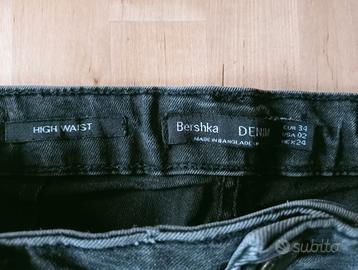 HIGH WAIST
Bershka DENIM
MADE IN BANGLADESH
EUR 34
USA 02
MEX 24
subito